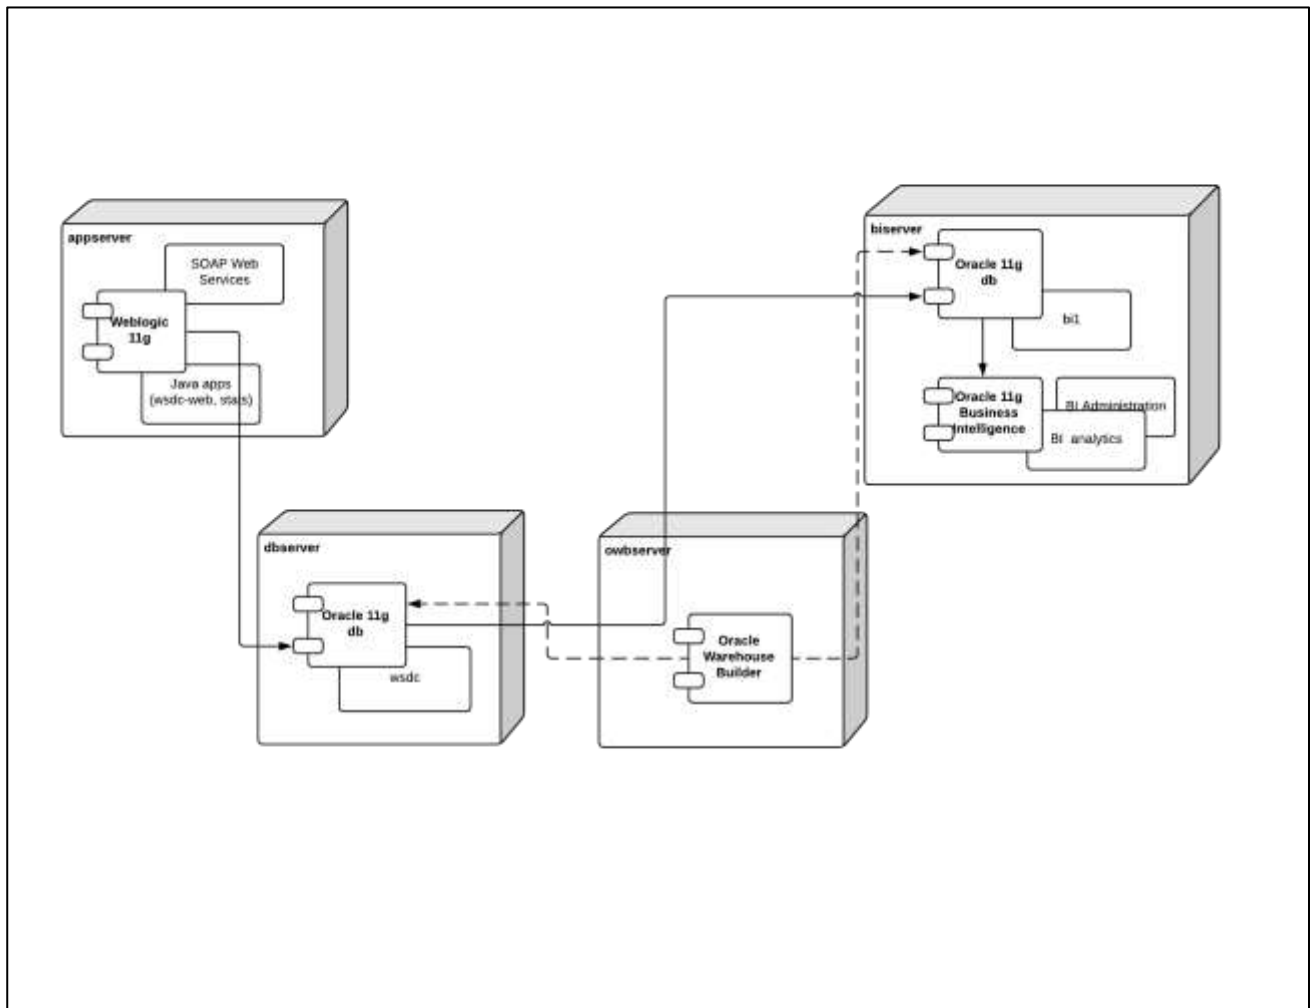 appserver
SOAP Web
Services
Weblogic
11g
Java apps
(wsdc-web, stats)
biserver
Oracle 11g
db
bi1
Oracle 11g
Business
Intelligence
BI Administration
BI analytics
dbserver
Oracle 11g
db
wsdc
owbserver
Oracle
Warehouse
Builder